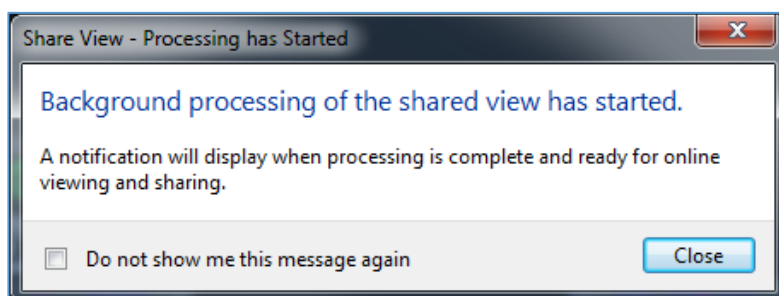 Share View - Processing has Started
Background processing of the shared view has started.
A notification will display when processing is complete and ready for online
viewing and sharing.
Do not show me this message again
Close